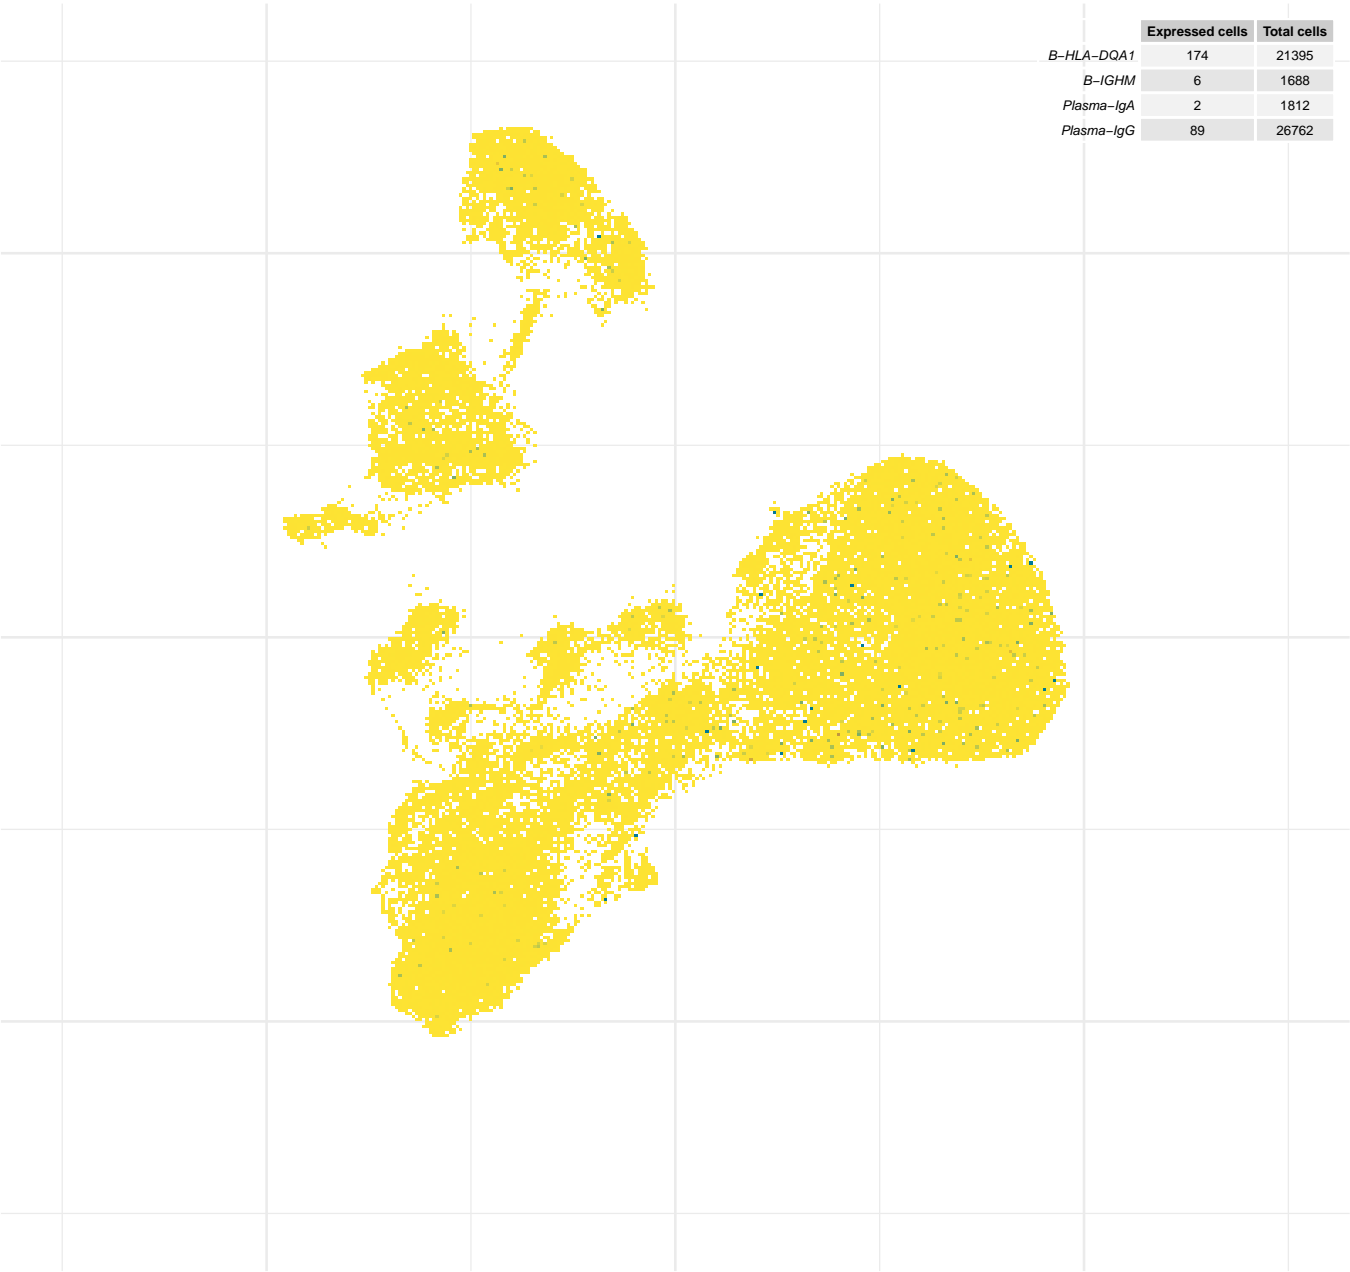 Expressed cells Total cells
B−HLA−DQA1 174 21395
B−IGHM 6 1688
Plasma−IgA 2 1812
Plasma−IgG 89 26762